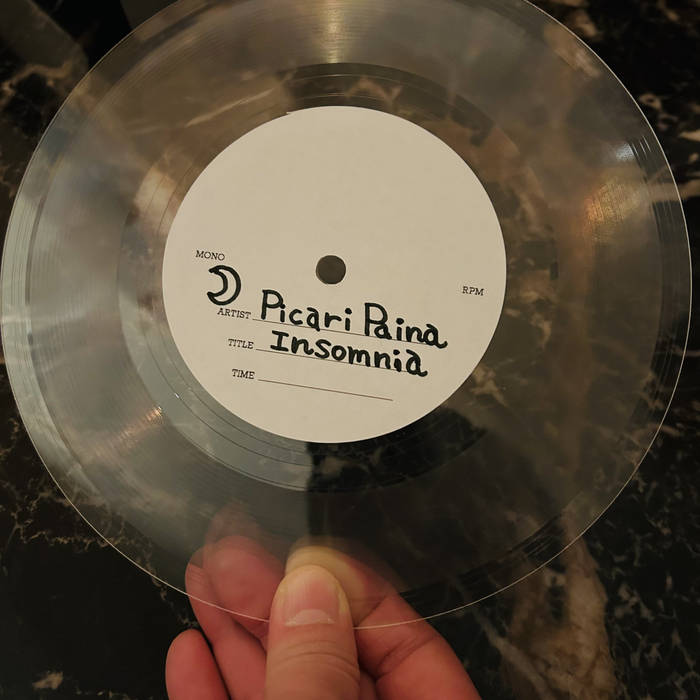 MONO
RPM
ARTIST Picari Paina
TITLE Insomnia
TIME